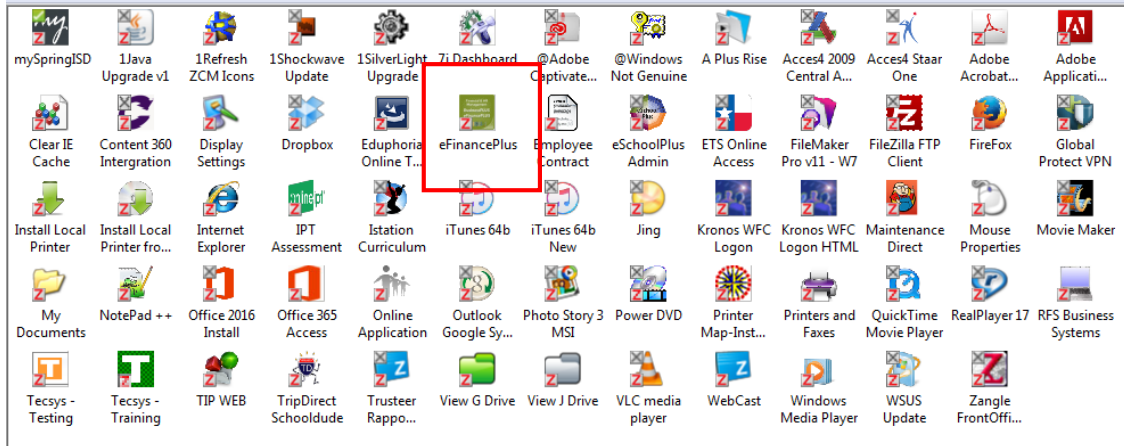 mySpringISD 1Java 1Refresh 1Shockwave 1SilverLight 7i Dashboard @Adobe @Windows A Plus Rise Acces4 2009 Acces4 Staar Adobe Adobe
Upgrade v1 ZCM Icons Update Upgrade Captivate... Not Genuine Central A... One Acrobat... Applicati...
Clear IE Content 360 Display Dropbox Eduphoria eFinancePlus Employee eSchoolPlus ETS Online FileMaker FileZilla FTP FireFox Global
Cache Intergration Settings Online T... Contract Admin Access Pro v11 - W7 Client Protect VPN
Install Local Install Local Internet IPT Istation iTunes 64b iTunes 64b Jing Kronos WFC Kronos WFC Maintenance Mouse Movie Maker
Printer Printer fro... Explorer Assessment Curriculum New Logon Logon HTML Direct Properties
My NotePad ++ Office 2016 Office 365 Online Outlook Photo Story 3 Power DVD Printer Printers and QuickTime RealPlayer 17 RFS Business
Documents Install Access Application Google Sy... MSI Map-Inst... Faxes Movie Player Systems
Tecsys - Tecsys - TIP WEB TripDirect Trusteer View G Drive View J Drive VLC media WebCast Windows WSUS Zangle
Testing Training Schooldude Rappo... player Media Player Update FrontOffi...